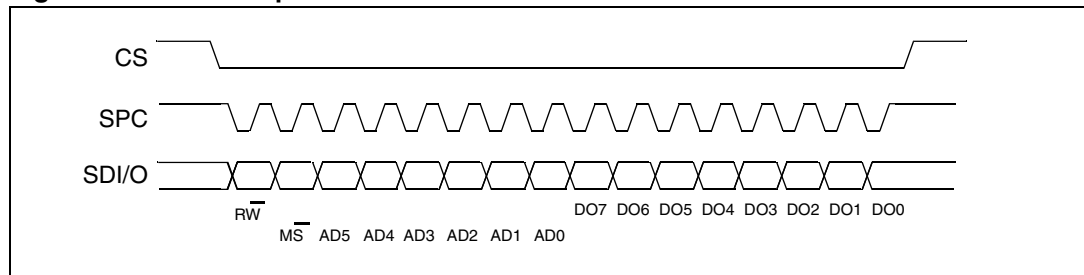 CS
SPC
SDI/O
RW DO7 DO6 DO5 DO4 DO3 DO2 DO1 DO0
MS AD5 AD4 AD3 AD2 AD1 AD0